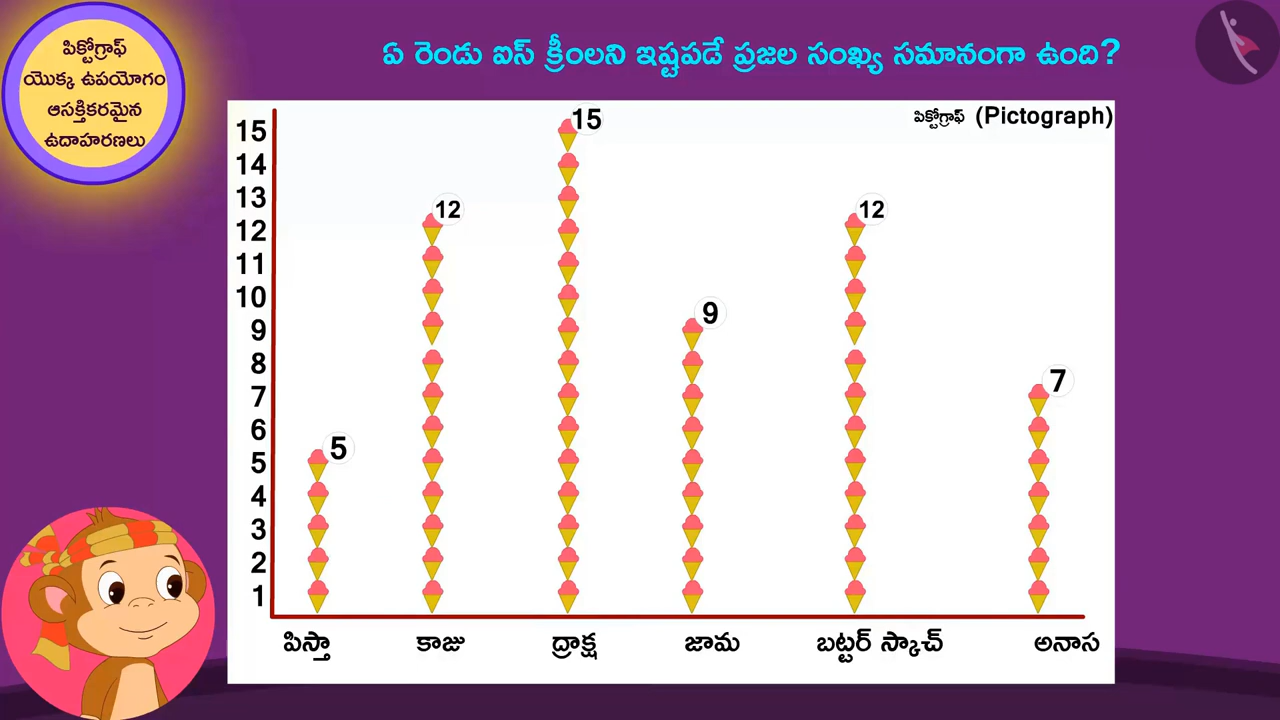 పిక్టోగ్రాఫ్
యొక్క ఉపయోగం
ఆసక్తికరమైన
ఉదాహరణలు
ఏ రెండు ఐస్ క్రీంలని ఇష్టపడే ప్రజల సంఖ్య సమానంగా ఉంది?
పిక్టోగ్రాఫ్ (Pictograph)
15
14
13
12
11
10
9
8
7
6
5
4
3
2
1
5
12
15
9
12
7
పిస్తా
కాజు
ద్రాక్ష
జామ
బట్టర్ స్కాచ్
అనాస